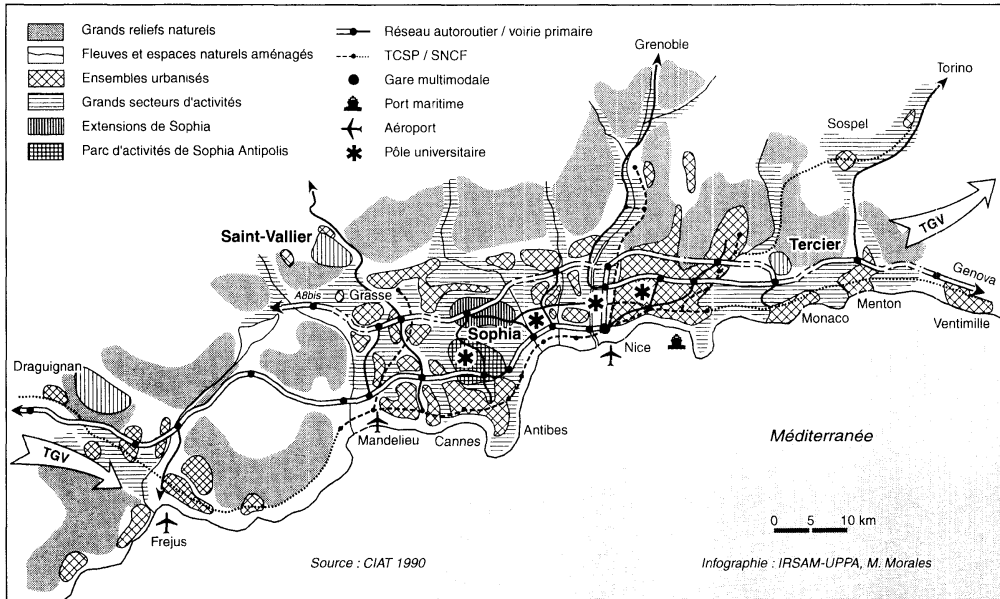 Grands reliefs naturels
Fleuves et espaces naturels aménagés
Ensembles urbanisés
Grands secteurs d'activités
Extensions de Sophia
Parc d'activités de Sophia Antipolis
Réseau autoroutier / voirie primaire
TCSP / SNCF
Gare multimodale
Port maritime
Aéroport
Pôle universitaire
Grenoble
Torino
Sospel
TGV
Saint-Vallier
Tercier
Genova
A8bis
Grasse
Menton
Monaco
Ventimille
Sophia
Nice
Draguignan
Antibes
Mandelieu
Cannes
Méditerranée
TGV
Frejus
0 5 10 km
Source : CIAT 1990
Infographie : IRSAM-UPPA, M. Morales